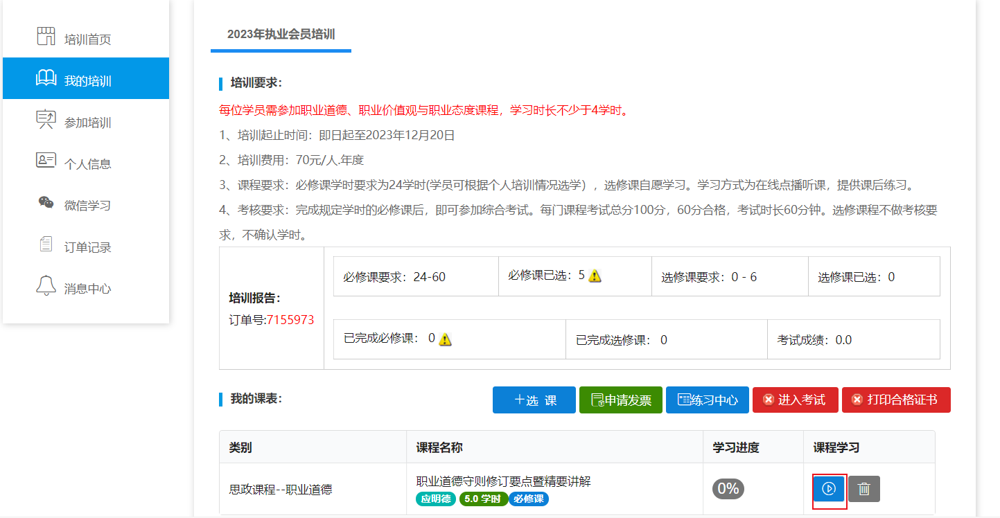 培训首页
我的培训
参加培训
个人信息
微信学习
订单记录
消息中心
2023年执业会员培训
培训要求：
每位学员需参加职业道德、职业价值观与职业态度课程，学习时长不少于4学时。
1、培训起止时间：即日起至2023年12月20日
2、培训费用：70元/人.年度
3、课程要求：必修课学时要求为24学时(学员可根据个人培训情况选学），选修课自愿学习。学习方式为在线点播听课，提供课后练习。
4、考核要求：完成规定学时的必修课后，即可参加综合考试。每门课程考试总分100分，60分合格，考试时长60分钟。选修课程不做考核要
求，不确认学时。
培训报告：
订单号:7155973
必修课要求：24-60 必修课已选：5 选修课要求：0 - 6 选修课已选：0
已完成必修课： 0 已完成选修课： 0 考试成绩：0.0
我的课表：
+选 课 申请发票 练习中心 进入考试 打印合格证书
类别 课程名称 学习进度 课程学习
思政课程--职业道德 职业道德守则修订要点暨精要讲解 0%
应明德 5.0 学时 必修课